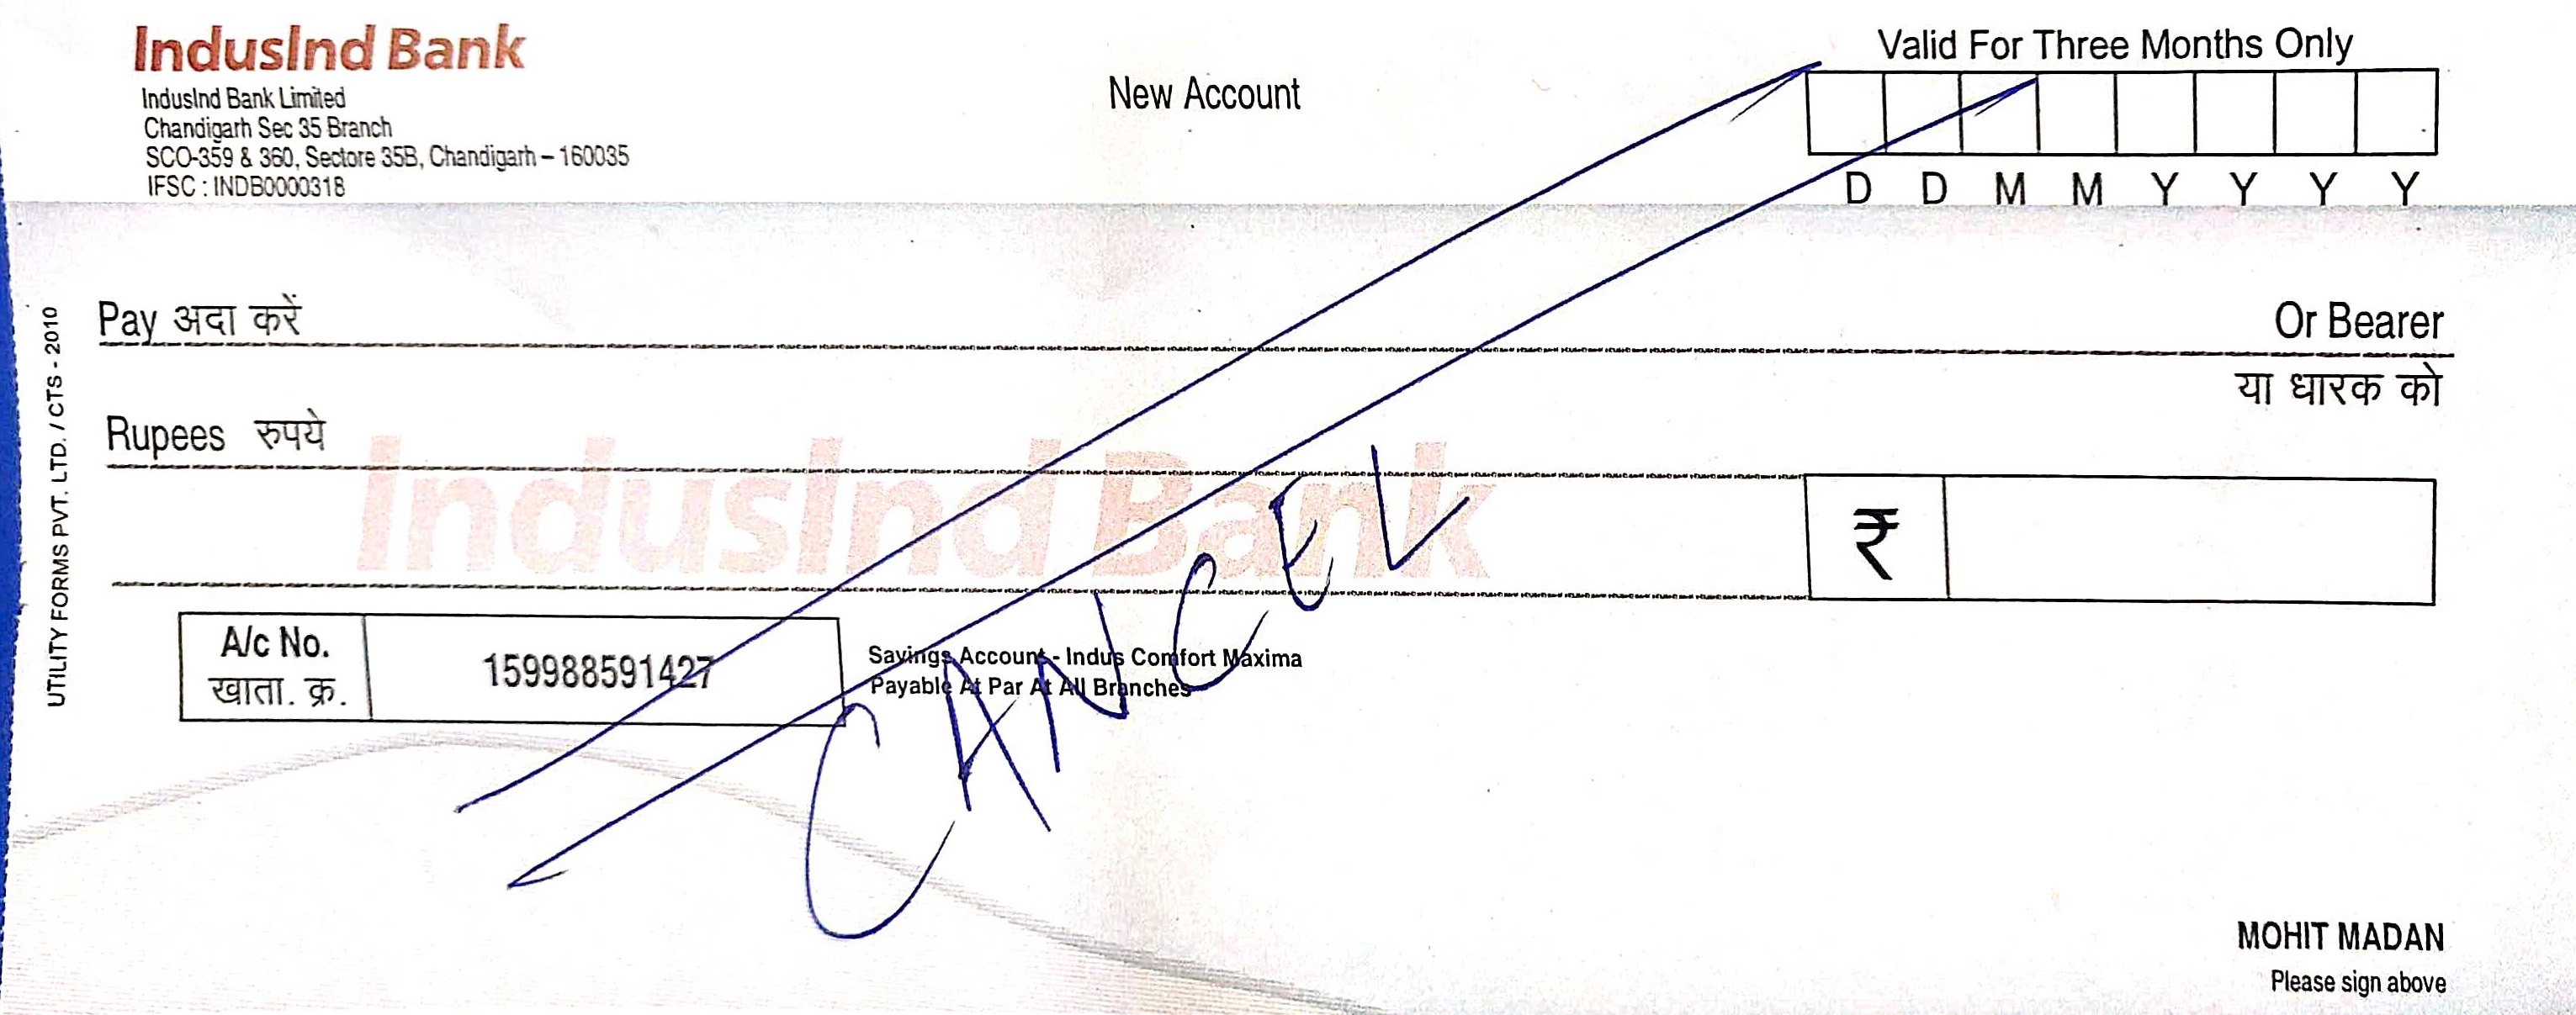 IndusInd Bank
IndusInd Bank Limited
Chandigarh Sec 35 Branch
SCO-359 & 360, Sectore 35B, Chandigarh – 160035
IFSC : INDB0000318
New Account
Valid For Three Months Only
D D M M Y Y Y Y
Pay अदा करें
Or Bearer
या धारक को
Rupees रुपये
IndusInd Bank
₹
A/c No.
खाता. क्र.
159988591427
Savings Account - Indus Comfort Maxima
Payable At Par At All Branches
CANCEL
UTILITY FORMS PVT. LTD. / CTS - 2010
MOHIT MADAN
Please sign above